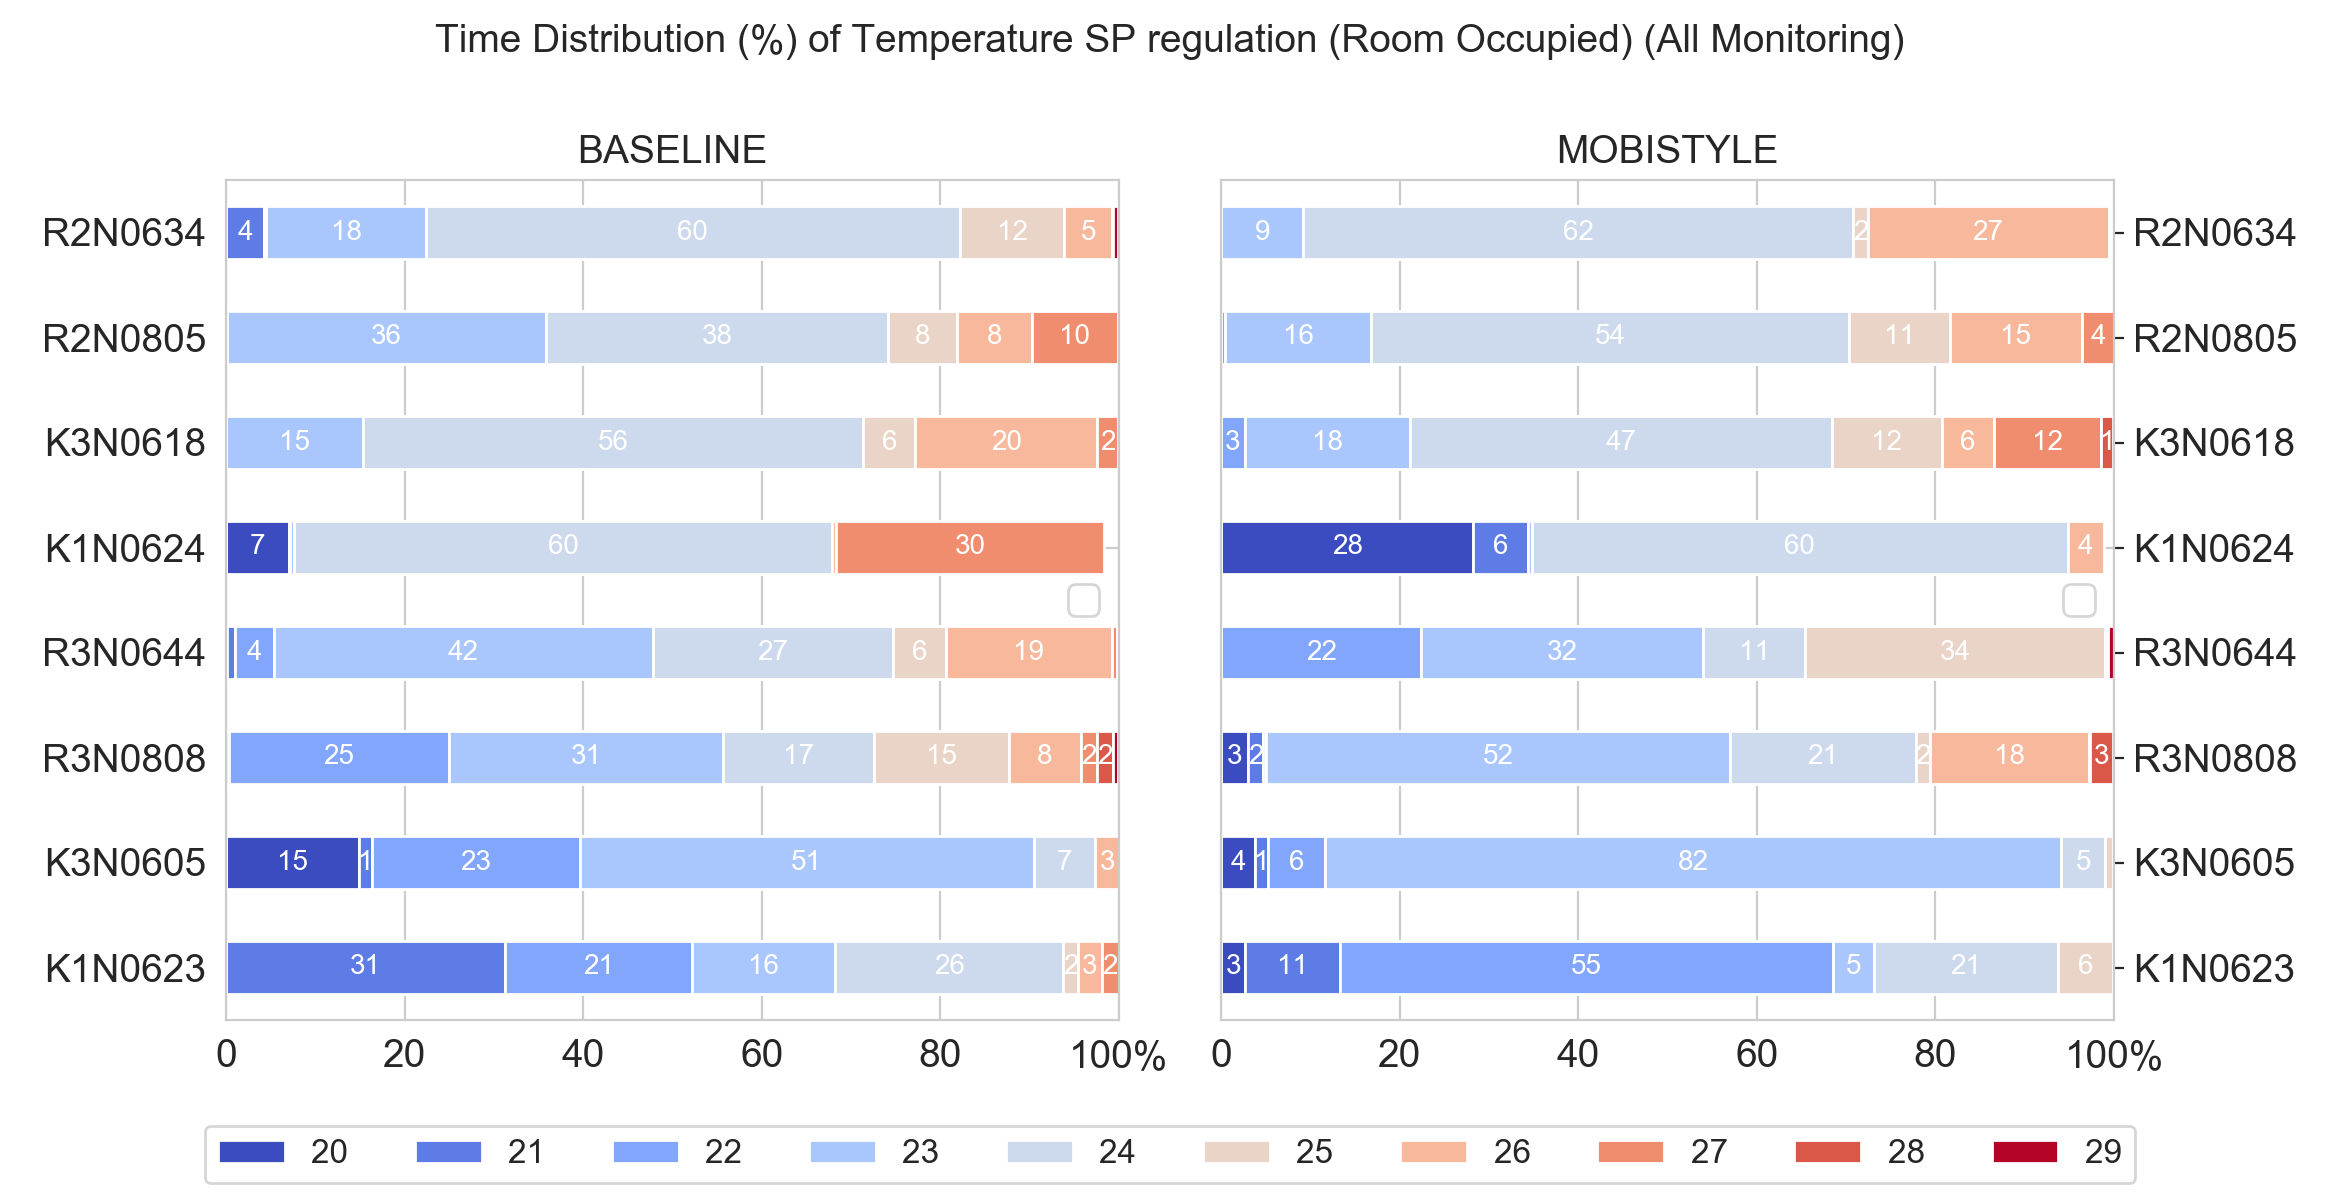 Time Distribution (%) of Temperature SP regulation (Room Occupied) (All Monitoring)
BASELINE
R2N0634 4 18 60 12 5
R2N0805 36 38 8 8 10
K3N0618 15 56 6 20 2
K1N0624 7 60 30
R3N0644 4 42 27 6 19
R3N0808 25 31 17 15 8 2 2
K3N0605 15 1 23 51 7 3
K1N0623 31 21 16 26 2 3 2
0 20 40 60 80 100%
MOBISTYLE
9 62 2 27 R2N0634
16 54 11 15 4 R2N0805
3 18 47 12 6 12 1 K3N0618
28 6 60 4 K1N0624
22 32 11 34 R3N0644
3 2 52 21 2 18 3 R3N0808
4 1 6 82 5 K3N0605
3 11 55 5 21 6 K1N0623
0 20 40 60 80 100%
20 21 22 23 24 25 26 27 28 29